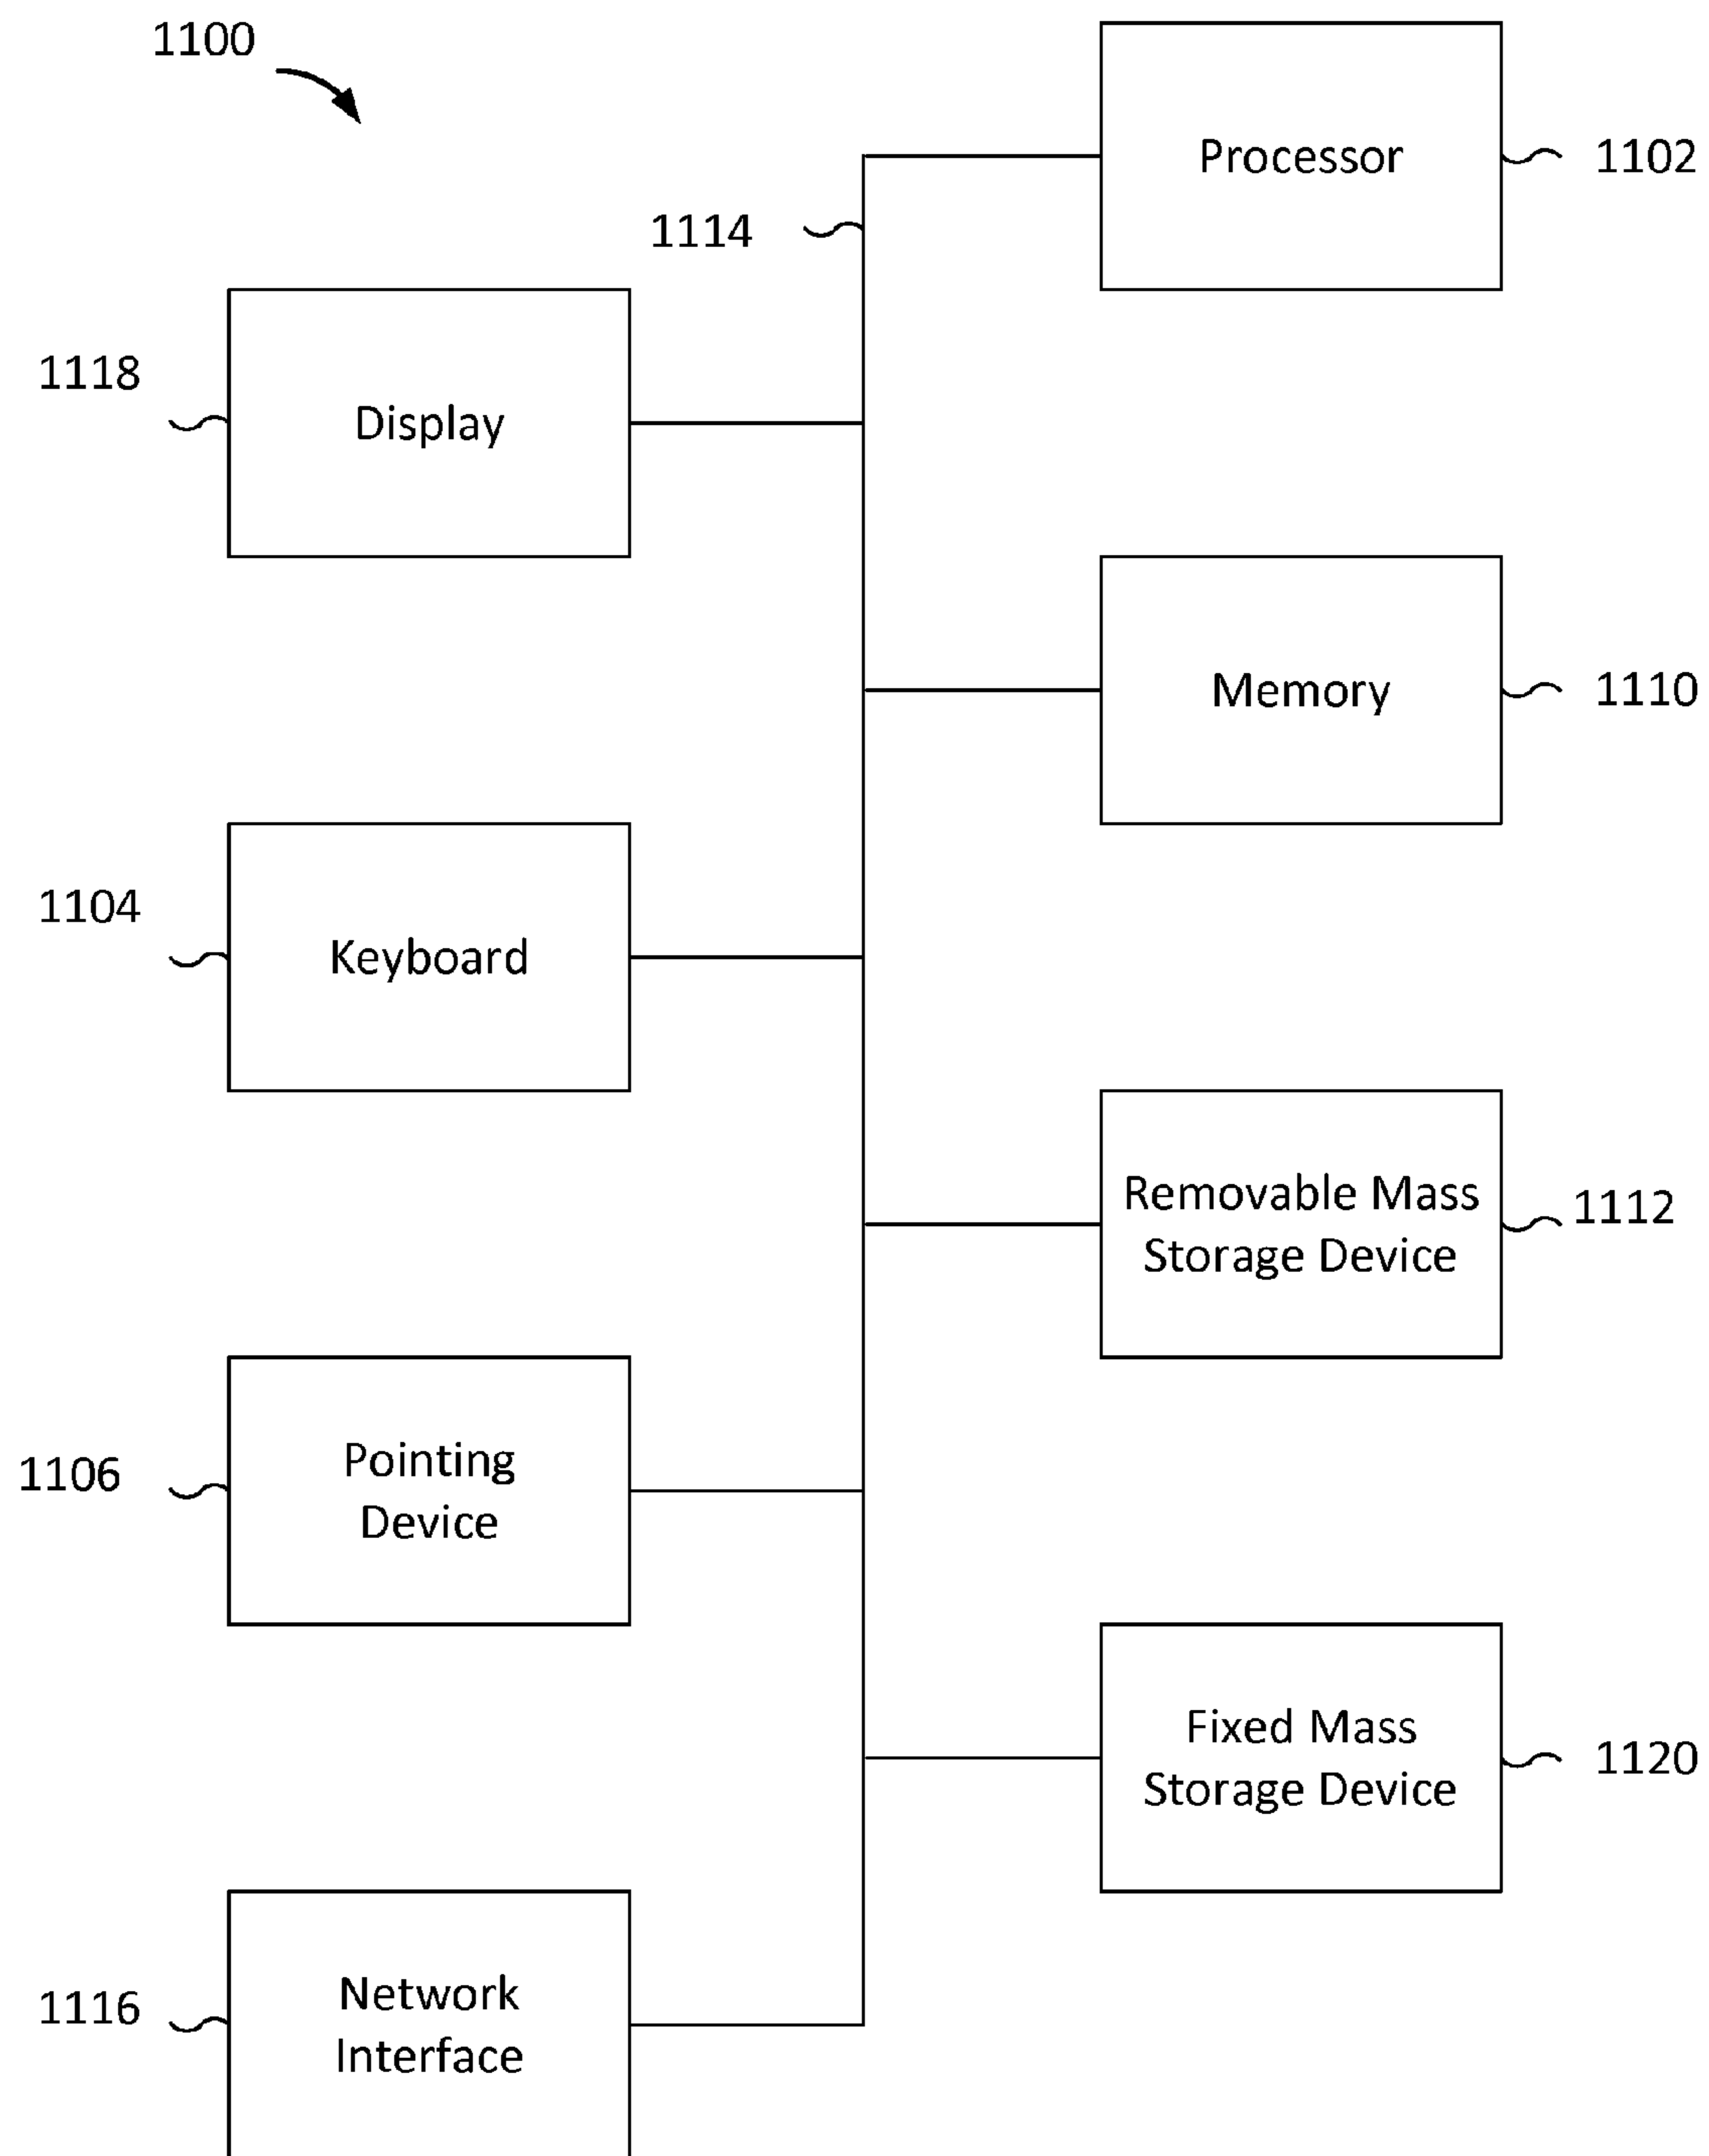 1100
Processor
1102
1114
1118
Display
Memory
1110
1104
Keyboard
Removable Mass
Storage Device
1112
1106
Pointing
Device
Fixed Mass
Storage Device
1120
1116
Network
Interface